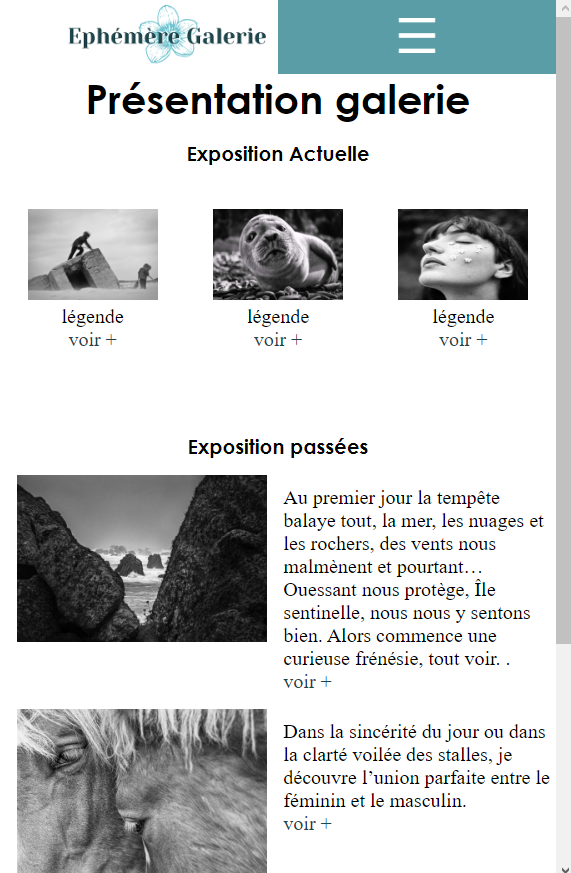 Ephémère Galerie
Présentation galerie
Exposition Actuelle
légende
voir +
légende
voir +
légende
voir +
Exposition passées
Au premier jour la tempête
balaye tout, la mer, les nuages et
les rochers, des vents nous
malmènent et pourtant…
Ouessant nous protège, Île
sentinelle, nous nous y sentons
bien. Alors commence une
curieuse frénésie, tout voir. .
voir +
Dans la sincérité du jour ou dans
la clarté voilée des stalles, je
découvre l’union parfaite entre le
féminin et le masculin.
voir +